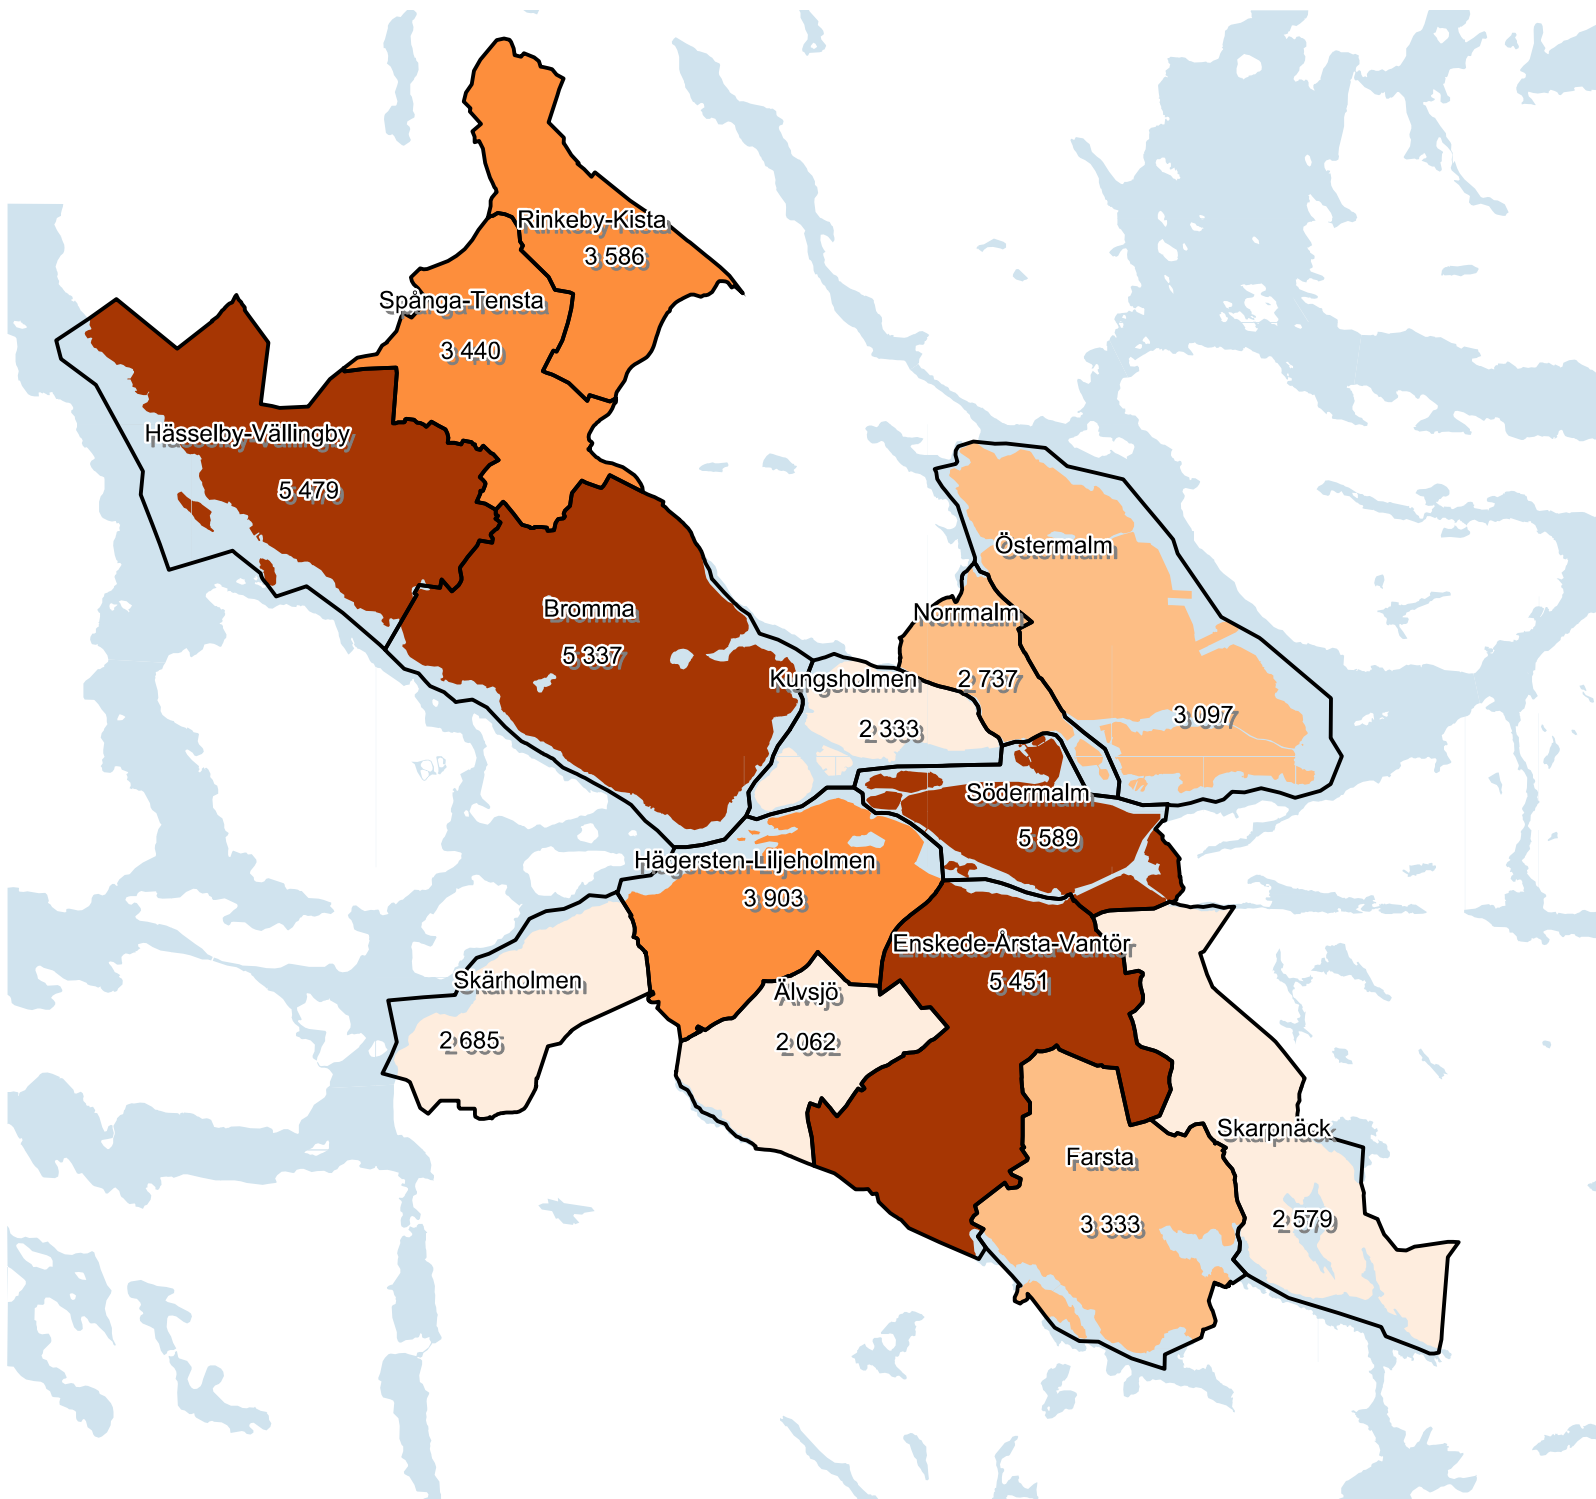 Rinkeby-Kista
3 586
Spånga-Tensta
3 440
Hässelby-Vällingby
5 479
Östermalm
3 097
Bromma
5 337
Norrmalm
2 737
Kungsholmen
2 333
Södermalm
5 589
Hägersten-Liljeholmen
3 903
Enskede-Årsta-Vantör
5 451
Skärholmen
2 685
Älvsjö
2 062
Skarpnäck
2 579
Farsta
3 333